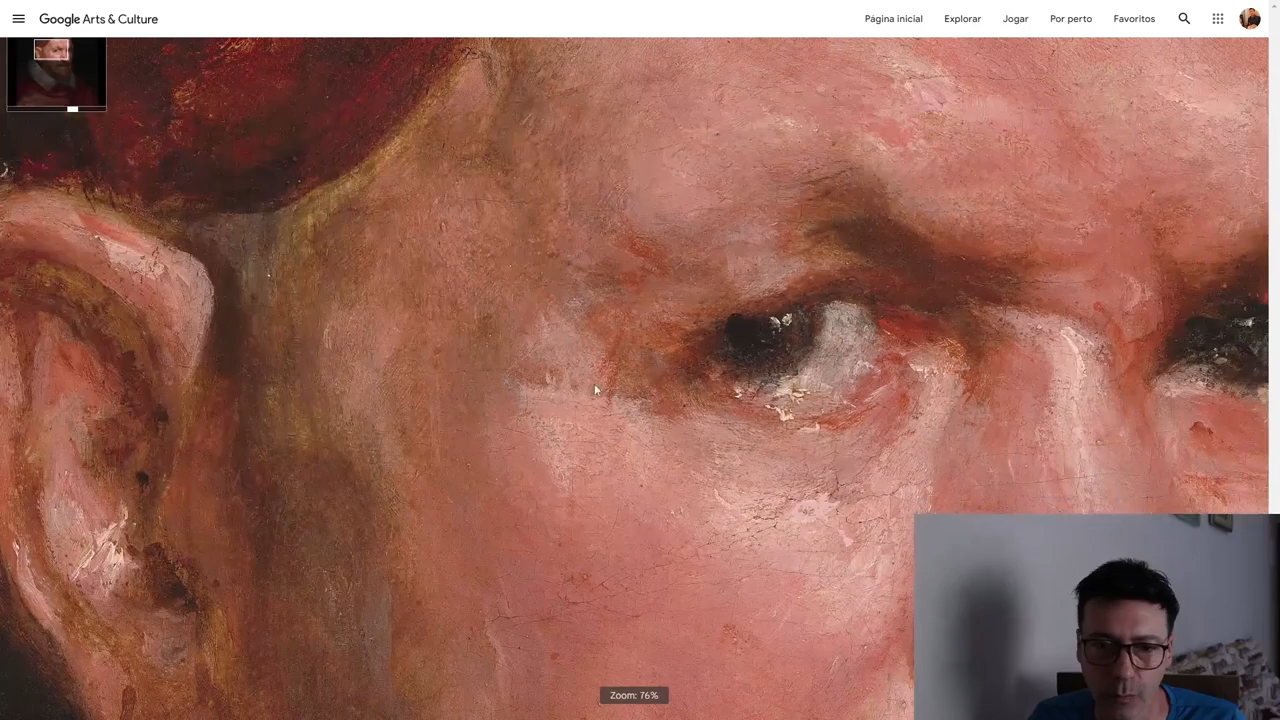 Google Arts & Culture
Página inicial
Explorar
Jogar
Por perto
Favoritos
Zoom: 76%